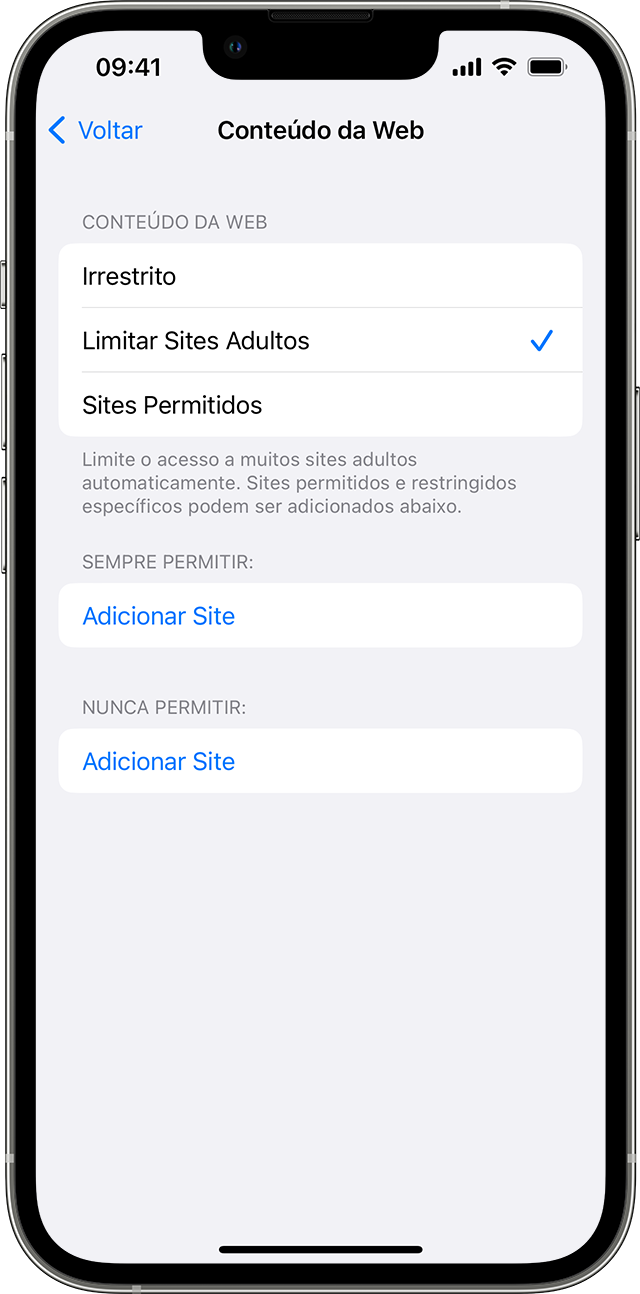 09:41
Voltar
Conteúdo da Web
CONTEÚDO DA WEB
Irrestrito
Limitar Sites Adultos
Sites Permitidos
Limite o acesso a muitos sites adultos
automaticamente. Sites permitidos e restringidos
específicos podem ser adicionados abaixo.
SEMPRE PERMITIR:
Adicionar Site
NUNCA PERMITIR:
Adicionar Site